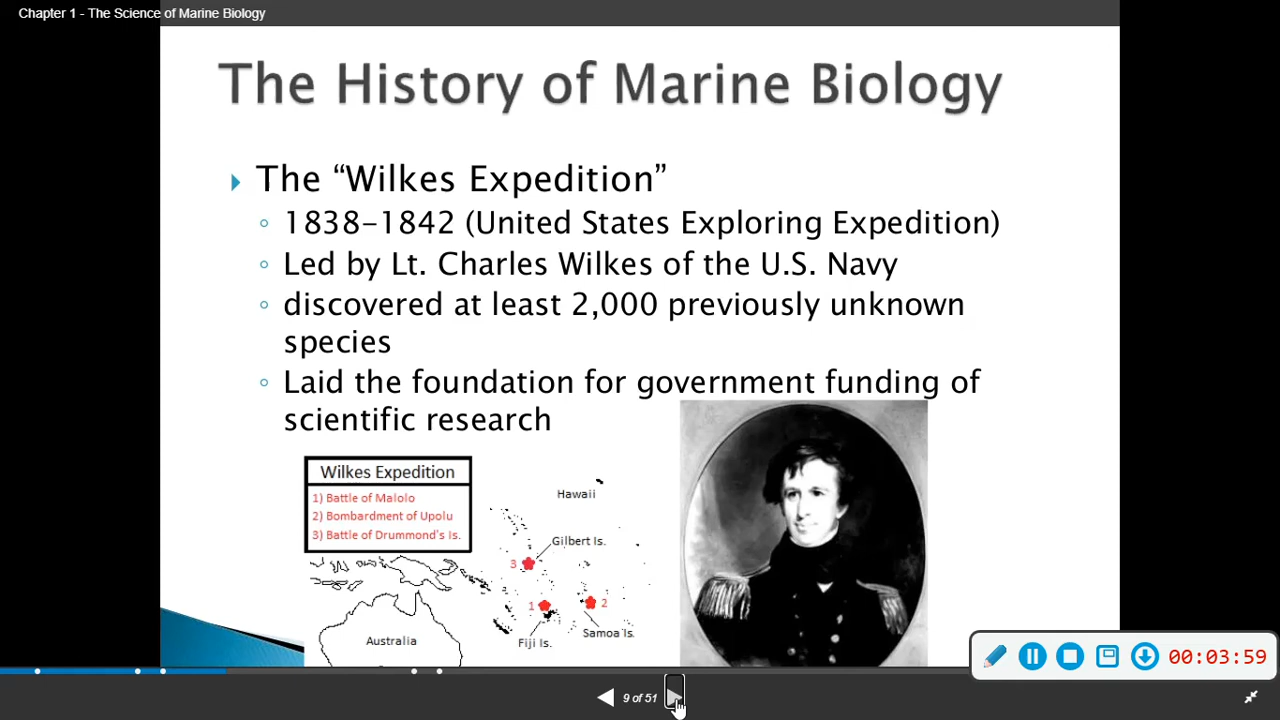 Chapter 1 - The Science of Marine Biology
The History of Marine Biology
The “Wilkes Expedition”
1838-1842 (United States Exploring Expedition)
Led by Lt. Charles Wilkes of the U.S. Navy
discovered at least 2,000 previously unknown
species
Laid the foundation for government funding of
scientific research
Wilkes Expedition
1) Battle of Malolo
2) Bombardment of Upolu
3) Battle of Drummond's Is.
Hawaii
Gilbert Is.
3
1
2
Samoa Is.
Fiji Is.
Australia
00:03:59
9 of 51